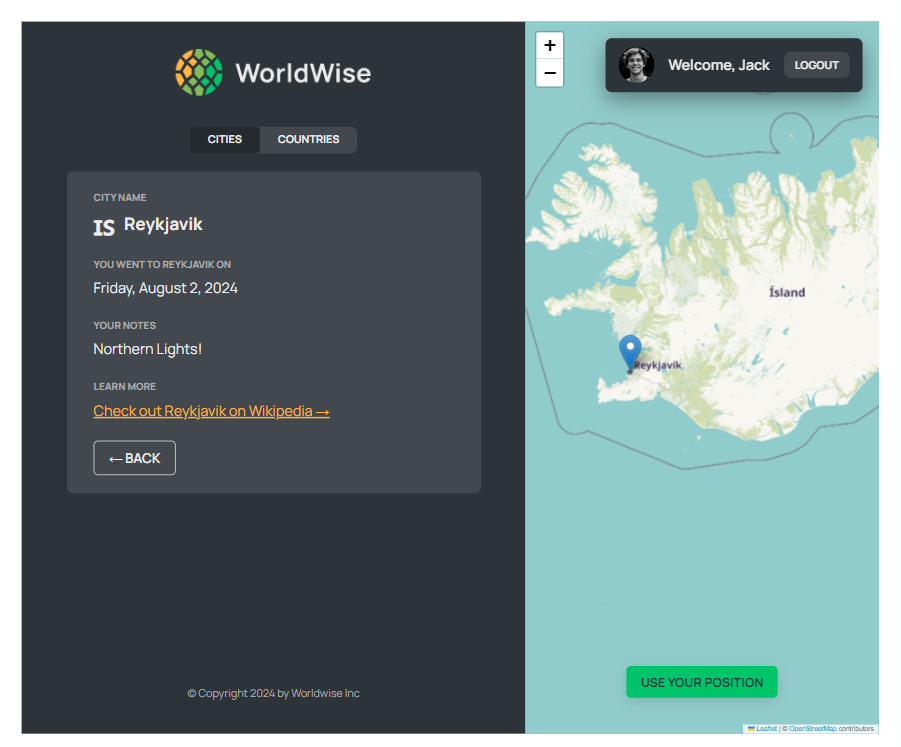 WorldWise
CITIES COUNTRIES
CITY NAME
IS Reykjavik
YOU WENT TO REYKJAVIK ON
Friday, August 2, 2024
YOUR NOTES
Northern Lights!
LEARN MORE
Check out Reykjavik on Wikipedia →
← BACK
© Copyright 2024 by Worldwise Inc
+
−
Welcome, Jack LOGOUT
Ísland
Reykjavík
USE YOUR POSITION
Leaflet | © OpenStreetMap contributors